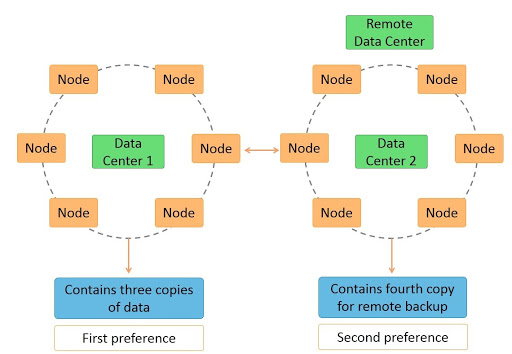 Remote
Data Center
Node
Node
Node
Node
Node
Data
Center 1
Node
Node
Data
Center 2
Node
Node
Node
Node
Node
Contains three copies
of data
Contains fourth copy
for remote backup
First preference
Second preference